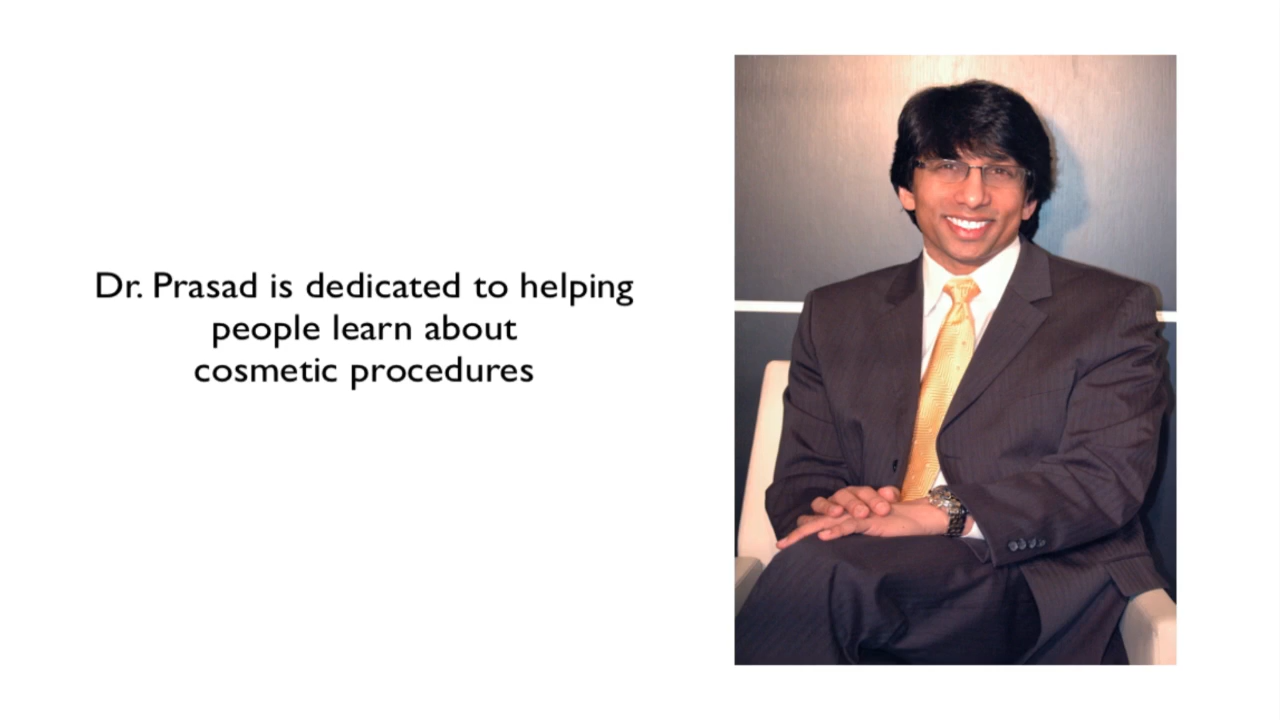 Dr. Prasad is dedicated to helping
people learn about
cosmetic procedures